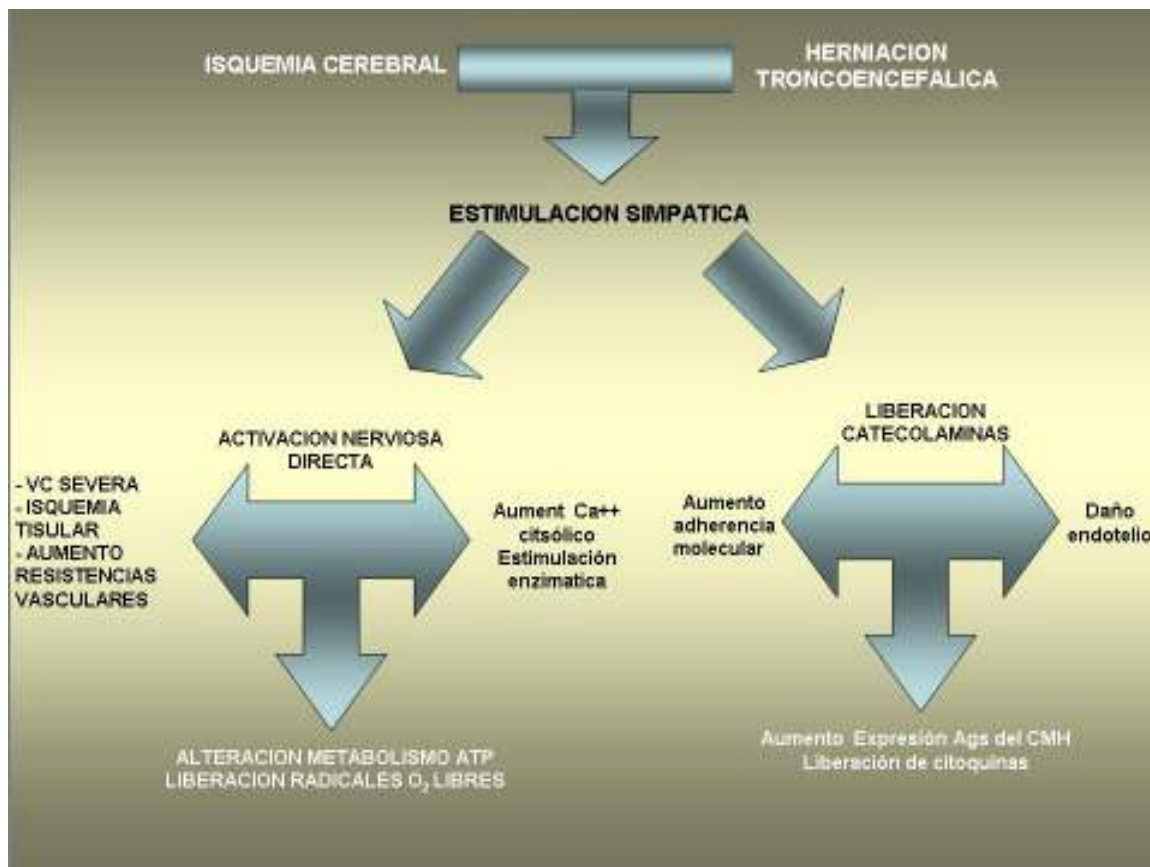 ISQUEMIA CEREBRAL
HERNIACION
TRONCOENCEFALICA
ESTIMULACION SIMPATICA
ACTIVACION NERVIOSA
DIRECTA
- VC SEVERA
- ISQUEMIA
TISULAR
- AUMENTO
RESISTENCIAS
VASCULARES
Aument Ca++
citsólico
Estimulación
enzimatica
ALTERACION METABOLISMO ATP
LIBERACION RADICALES O₂ LIBRES
LIBERACION
CATECOLAMINAS
Aumento
adherencia
molecular
Daño
endotelio
Aumento Expresión Ags del CMH
Liberación de citoquinas